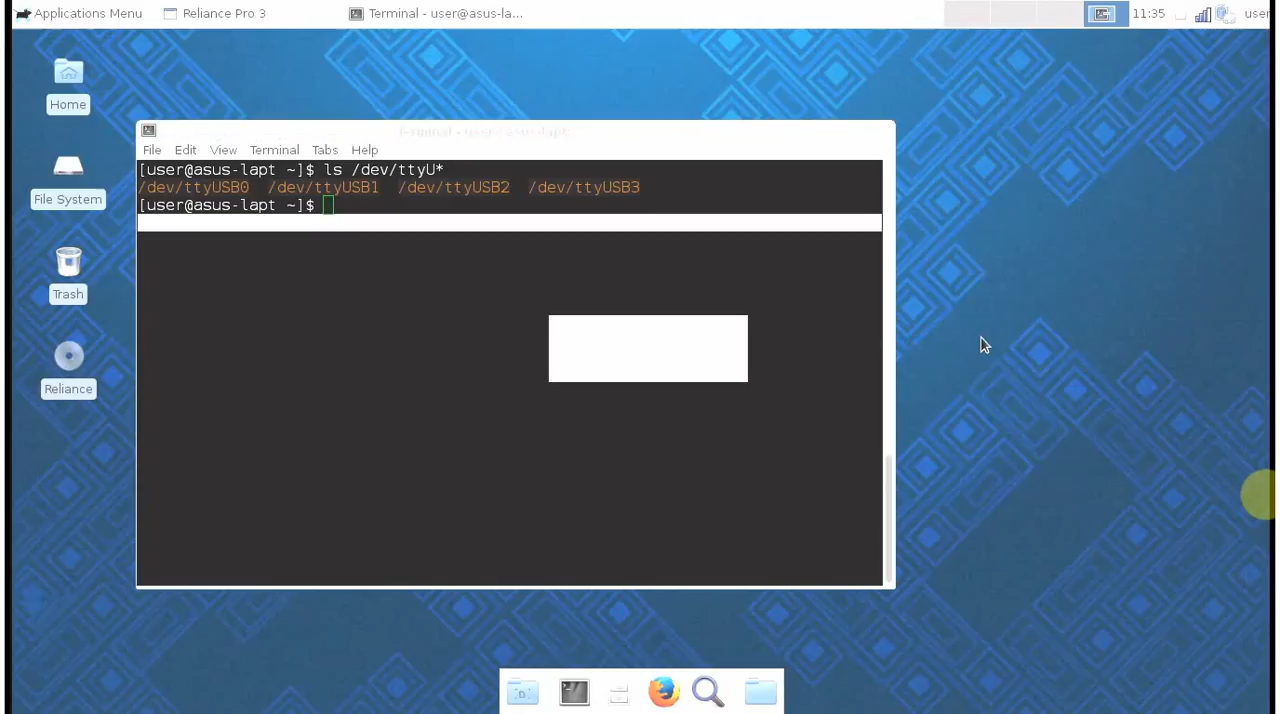 Applications Menu
Reliance Pro 3
Terminal - user@asus-la...
11:35
user
Home
File System
Trash
Reliance
File Edit View Terminal Tabs Help
[user@asus-lapt ~]$ ls /dev/ttyU*
/dev/ttyUSB0 /dev/ttyUSB1 /dev/ttyUSB2 /dev/ttyUSB3
[user@asus-lapt ~]$